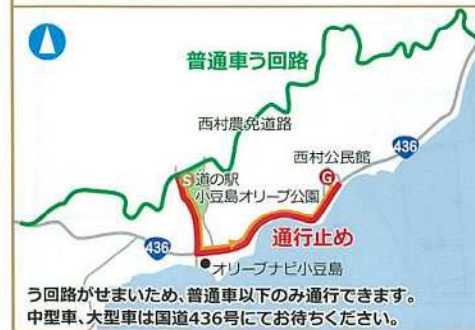 普通車う回路
西村農免道路
西村公民館
436
S 道の駅
小豆島オリーブ公園
G
通行止め
436
オリーブナビ小豆島
う回路がせまいため、普通車以下のみ通行できます。
中型車、大型車は国道436号にてお待ちください。